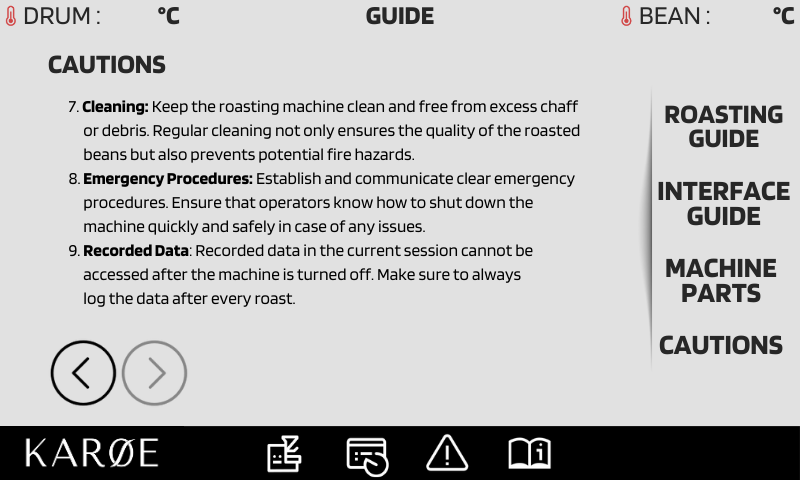 DRUM : °C
GUIDE
BEAN : °C
CAUTIONS
7. Cleaning: Keep the roasting machine clean and free from excess chaff
or debris. Regular cleaning not only ensures the quality of the roasted
beans but also prevents potential fire hazards.
8. Emergency Procedures: Establish and communicate clear emergency
procedures. Ensure that operators know how to shut down the
machine quickly and safely in case of any issues.
9. Recorded Data: Recorded data in the current session cannot be
accessed after the machine is turned off. Make sure to always
log the data after every roast.
ROASTING
GUIDE
INTERFACE
GUIDE
MACHINE
PARTS
CAUTIONS
KARØE